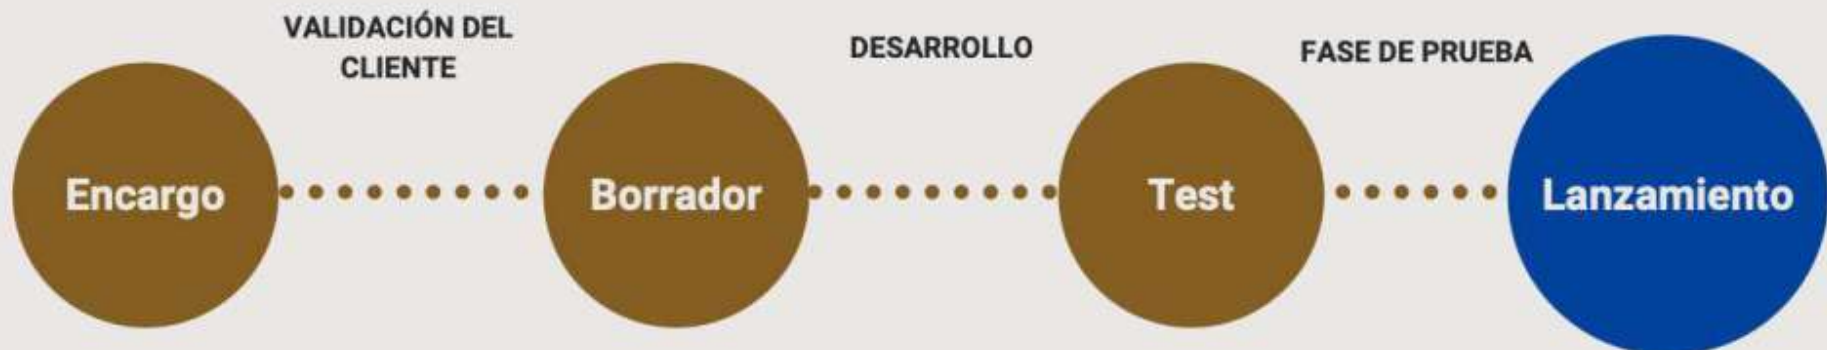 VALIDACIÓN DEL
CLIENTE
DESARROLLO
FASE DE PRUEBA
Encargo
Borrador
Test
Lanzamiento